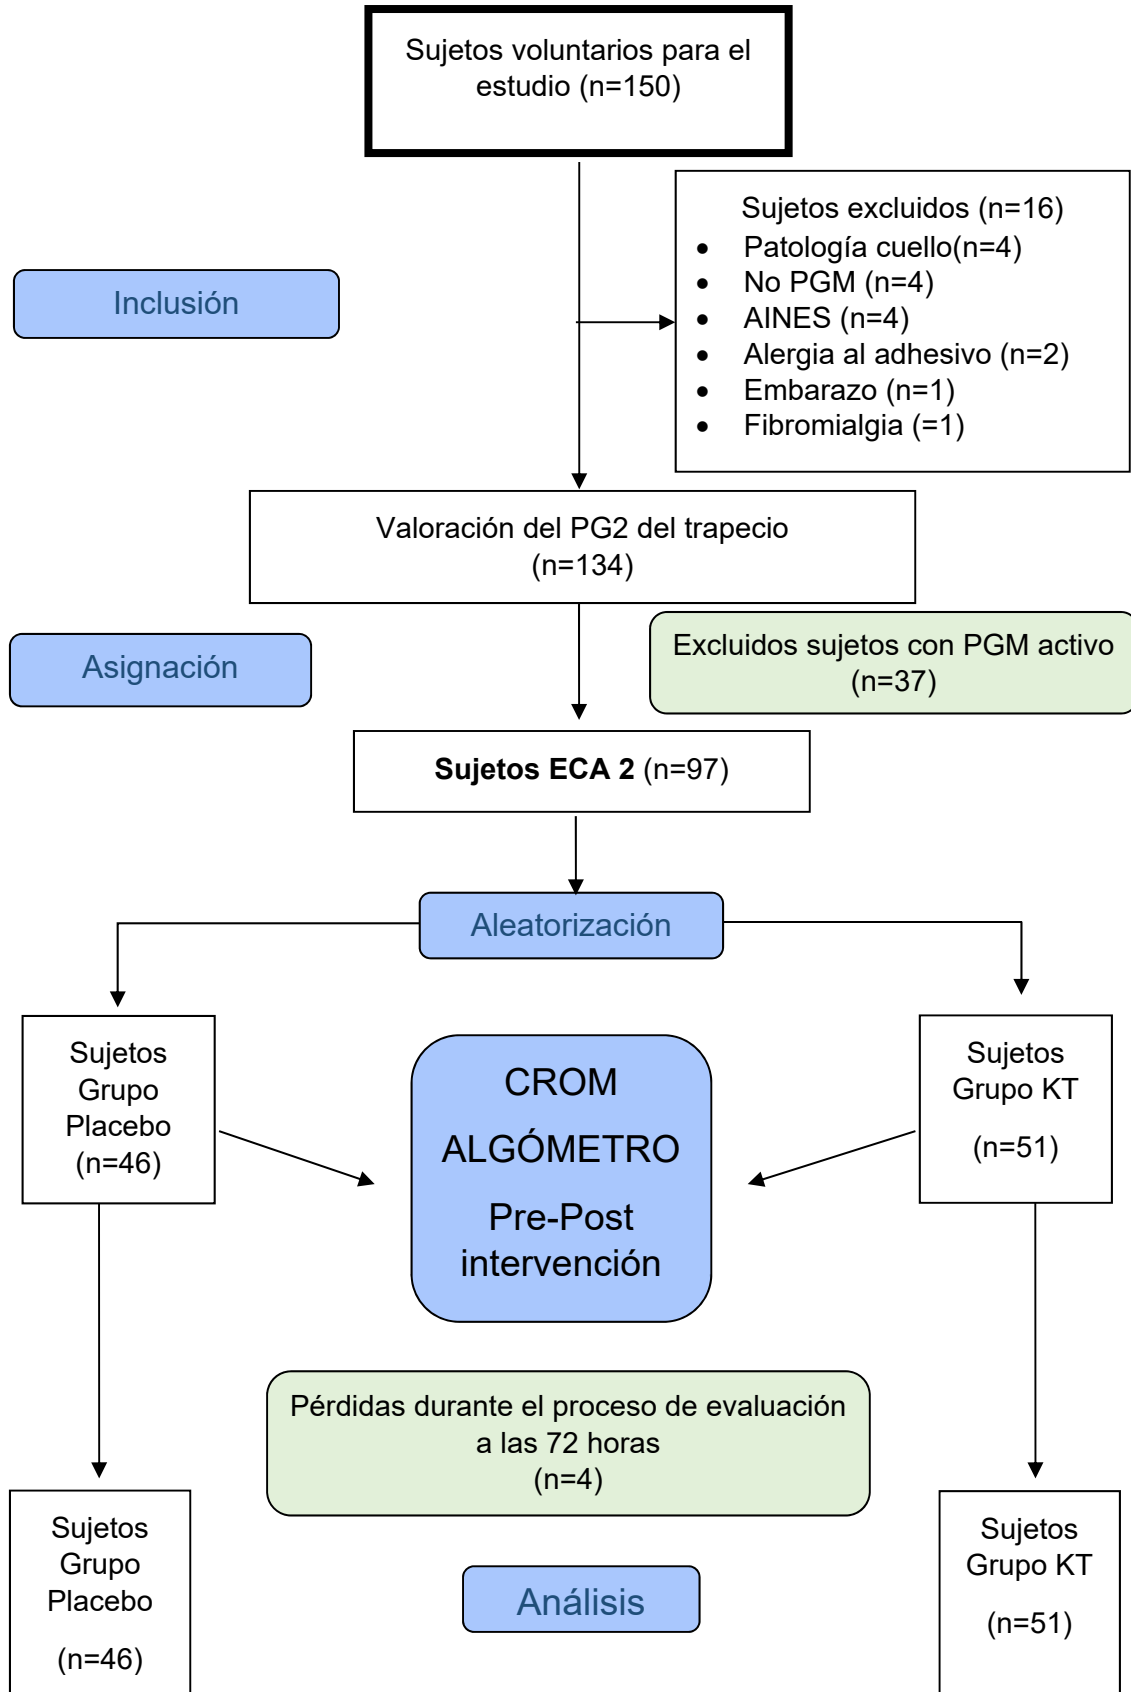 Sujetos voluntarios para el
estudio (n=150)
Sujetos excluidos (n=16)
• Patología cuello(n=4)
• No PGM (n=4)
• AINES (n=4)
• Alergia al adhesivo (n=2)
• Embarazo (n=1)
• Fibromialgia (=1)
Inclusión
Valoración del PG2 del trapecio
(n=134)
Asignación
Excluidos sujetos con PGM activo
(n=37)
Sujetos ECA 2 (n=97)
Aleatorización
Sujetos
Grupo
Placebo
(n=46)
CROM
ALGÓMETRO
Pre-Post
intervención
Sujetos
Grupo KT
(n=51)
Pérdidas durante el proceso de evaluación
a las 72 horas
(n=4)
Sujetos
Grupo
Placebo
(n=46)
Análisis
Sujetos
Grupo KT
(n=51)